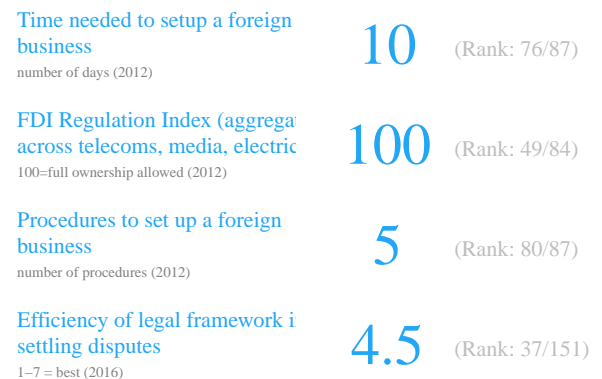 Time needed to setup a foreign
business
number of days (2012)
10
(Rank: 76/87)
FDI Regulation Index
across telecoms, media,
100=full ownership allowed (2012)
100
(Rank: 49/84)
Procedures to set up a foreign
business
number of procedures (2012)
5
(Rank: 80/87)
Efficiency of legal framework
settling disputes
1–7 = best (2016)
4.5
(Rank: 37/151)